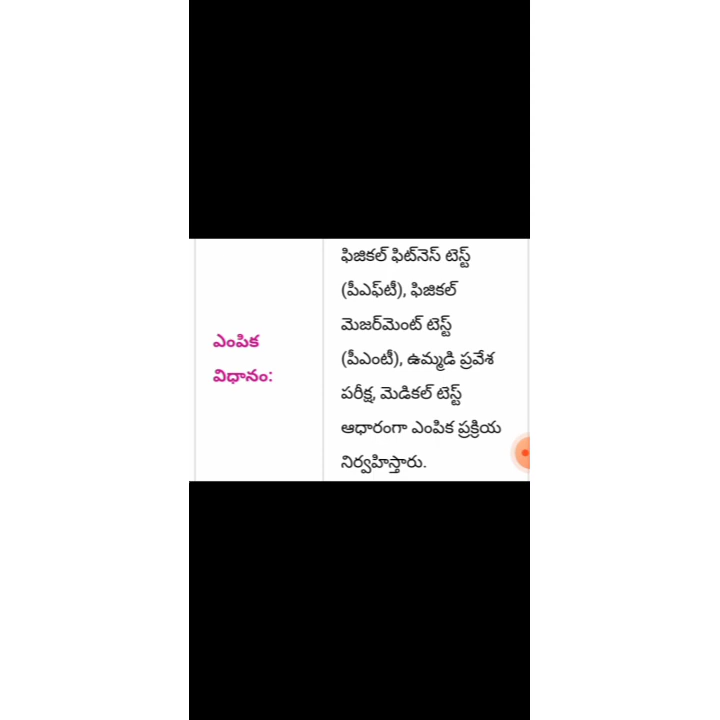 ఎంపిక
విధానం:
ఫిజికల్ ఫిట్‌నెస్ టెస్ట్
(పీఎఫ్‌టీ), ఫిజికల్
మెజర్‌మెంట్ టెస్ట్
(పీఎంటీ), ఉమ్మడి ప్రవేశ
పరీక్ష, మెడికల్ టెస్ట్
ఆధారంగా ఎంపిక ప్రక్రియ
నిర్వహిస్తారు.